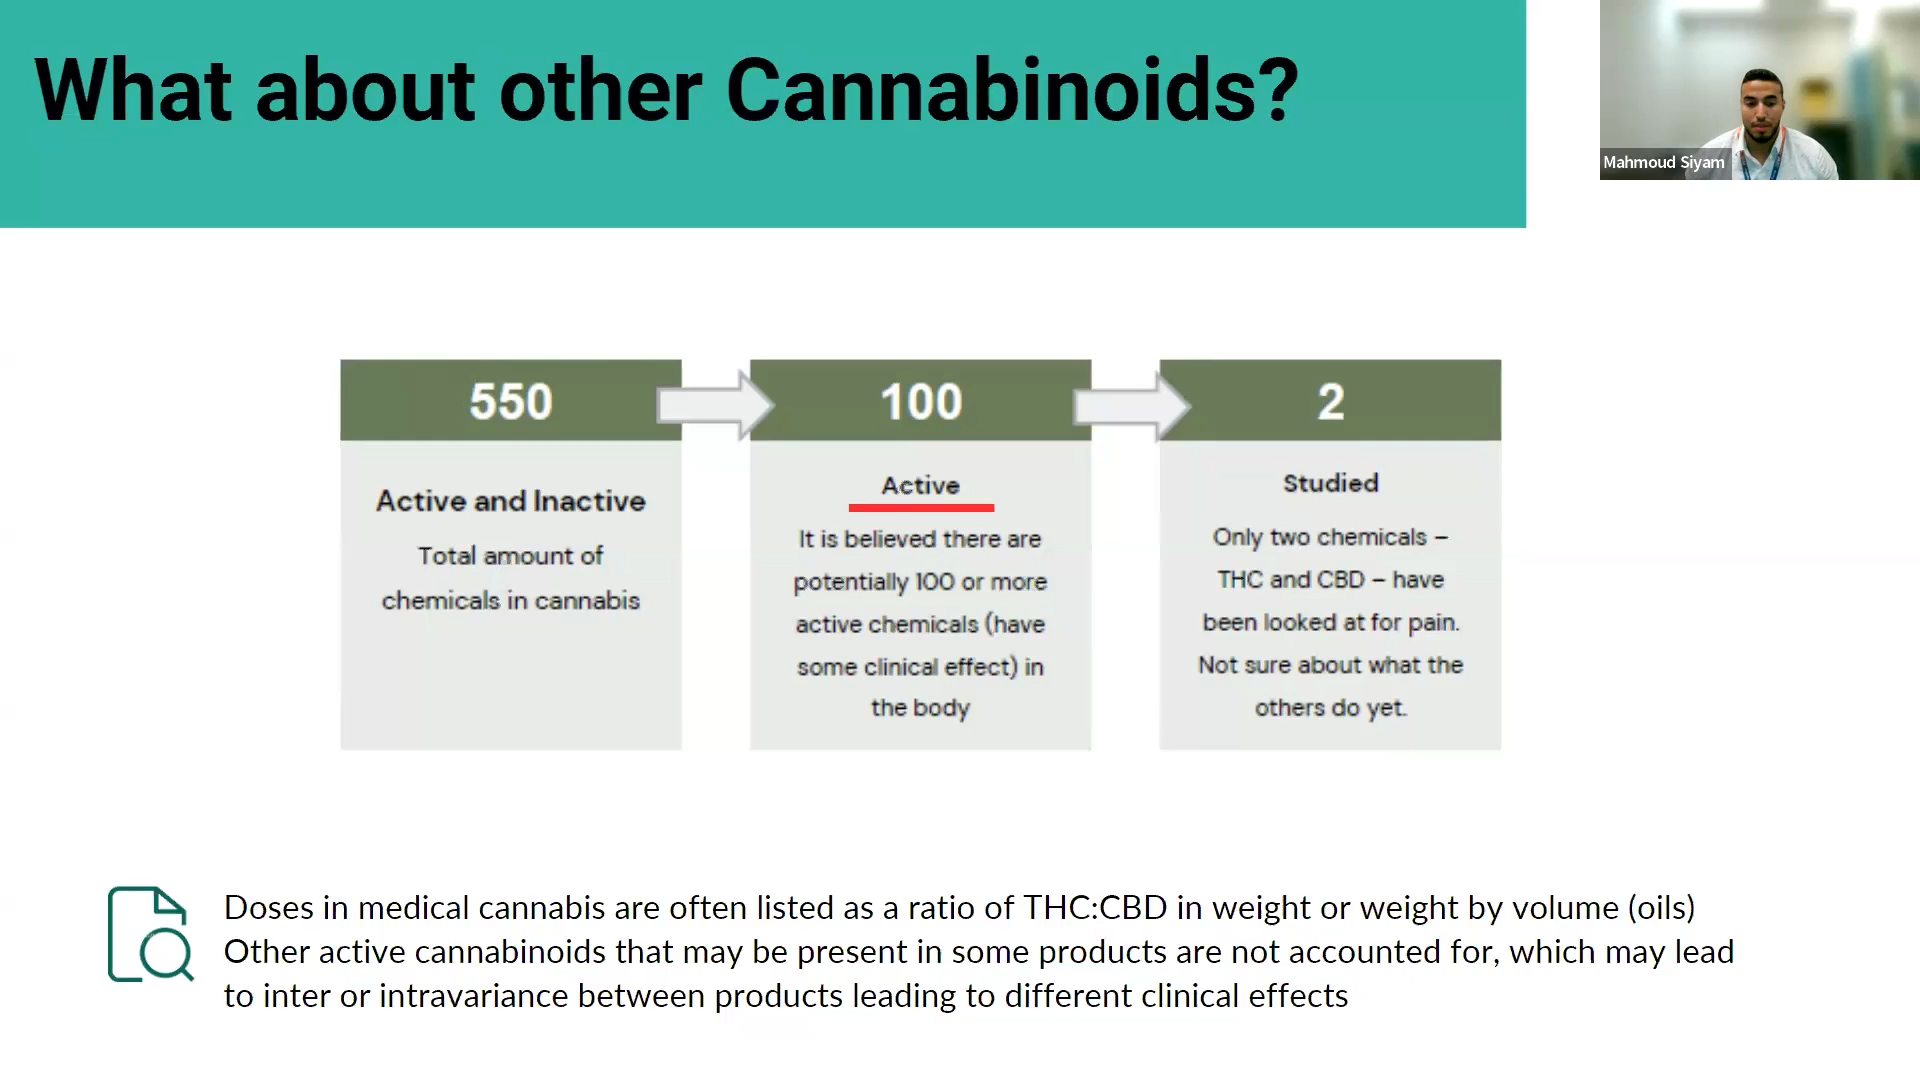 What about other Cannabinoids?
Mahmoud Siyam
550
Active and Inactive
Total amount of
chemicals in cannabis
100
Active
It is believed there are
potentially 100 or more
active chemicals (have
some clinical effect) in
the body
2
Studied
Only two chemicals –
THC and CBD – have
been looked at for pain.
Not sure about what the
others do yet.
Doses in medical cannabis are often listed as a ratio of THC:CBD in weight or weight by volume (oils)
Other active cannabinoids that may be present in some products are not accounted for, which may lead
to inter or intravariance between products leading to different clinical effects